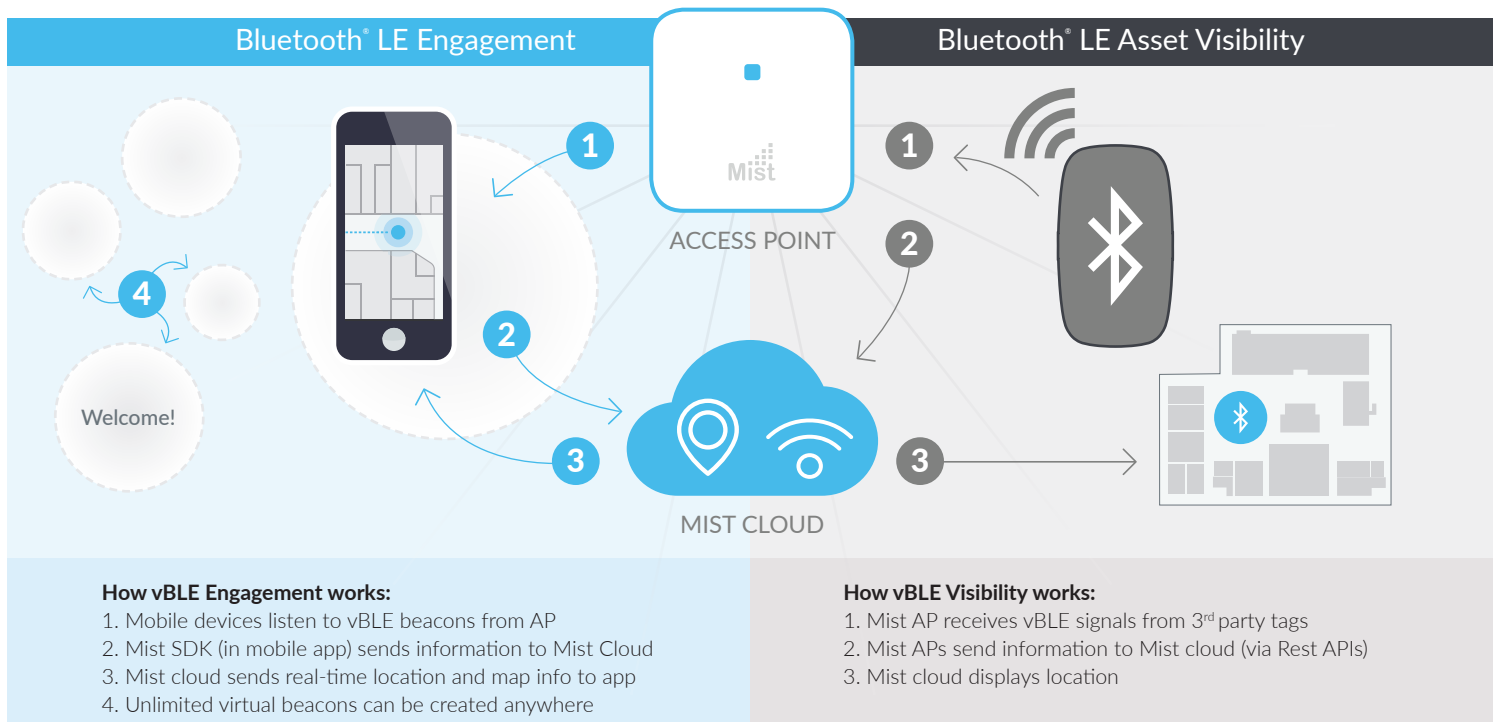 Bluetooth® LE Engagement
Bluetooth® LE Asset Visibility
Mist
ACCESS POINT
1
2
3
4
Welcome!
1
2
3
MIST CLOUD
How vBLE Engagement works:
1. Mobile devices listen to vBLE beacons from AP
2. Mist SDK (in mobile app) sends information to Mist Cloud
3. Mist cloud sends real-time location and map info to app
4. Unlimited virtual beacons can be created anywhere
How vBLE Visibility works:
1. Mist AP receives vBLE signals from 3rd party tags
2. Mist APs send information to Mist cloud (via Rest APIs)
3. Mist cloud displays location